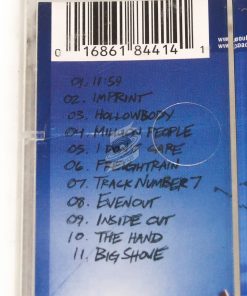 0 16861 84414 1
01. 11:59
02. IMPRINT
03. HOLLOWBODY
04. MILLION PEOPLE
05. I DON'T CARE
06. FREIGHTRAIN
07. TRACK NUMBER 7
08. EVENOUT
09. INSIDE OUT
10. THE HAND
11. BIG SHOVE